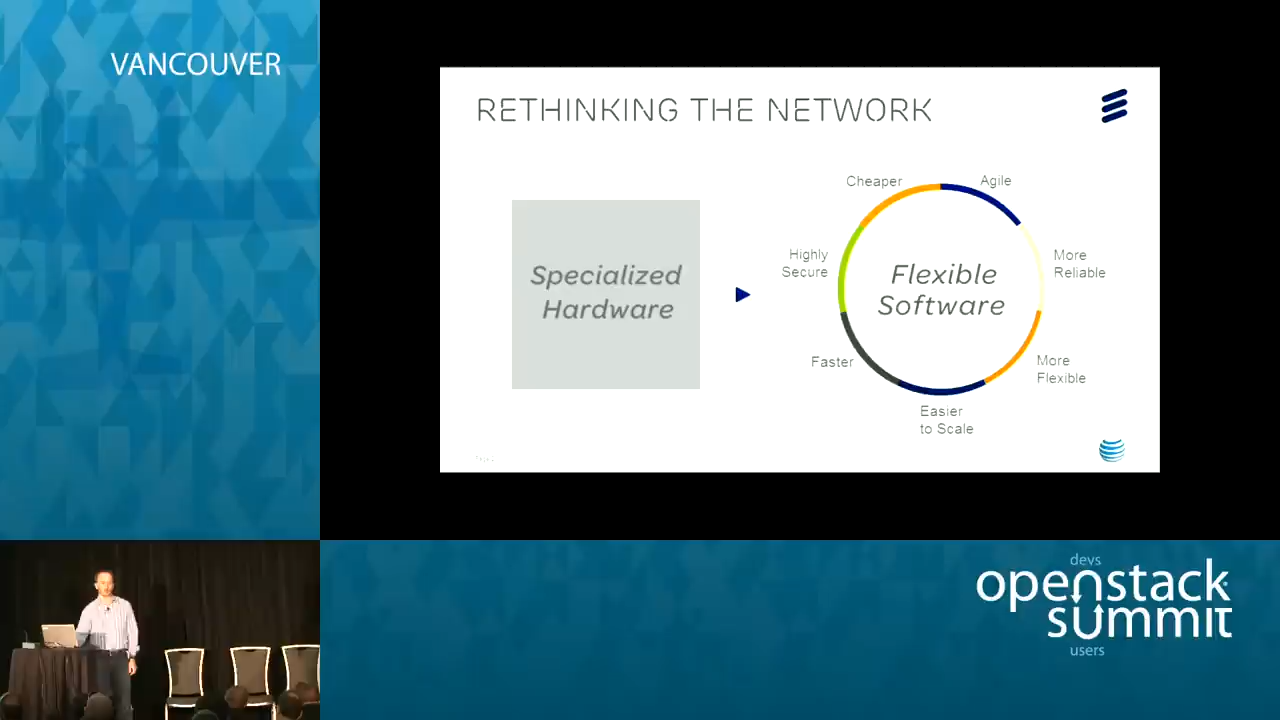 VANCOUVER
RETHINKING THE NETWORK
Specialized
Hardware
Cheaper
Agile
Highly
Secure
More
Reliable
Flexible
Software
Faster
More
Flexible
Easier
to Scale
devs
openstack
summit
users